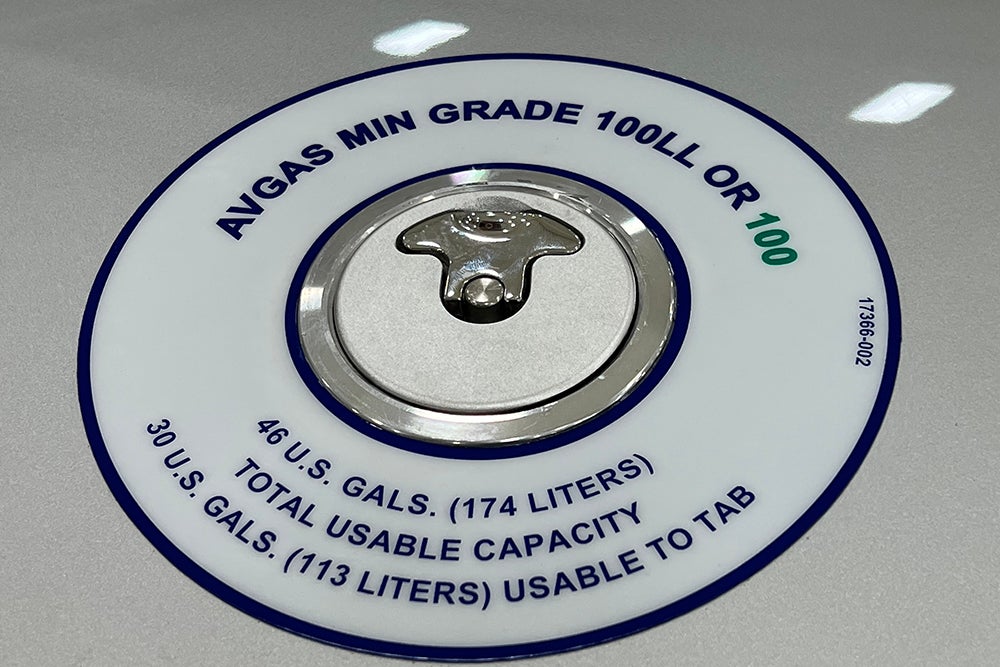 AVGAS MIN GRADE 100LL OR 100
17366-002
46 U.S. GALS. (174 LITERS)
TOTAL USABLE CAPACITY
30 U.S. GALS. (113 LITERS) USABLE TO TAB